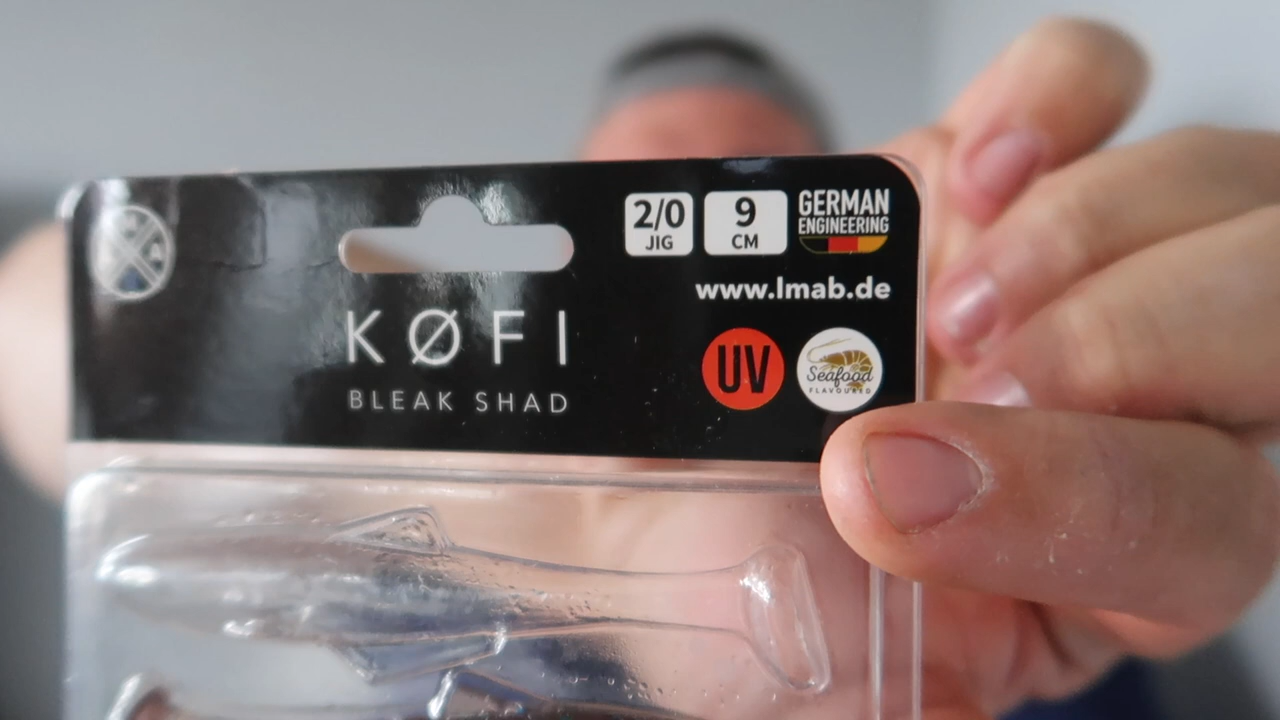 2/0
JIG
9
CM
GERMAN
ENGINEERING
www.lmab.de
KØFI
BLEAK SHAD
UV
Seafood
FLAVOURED